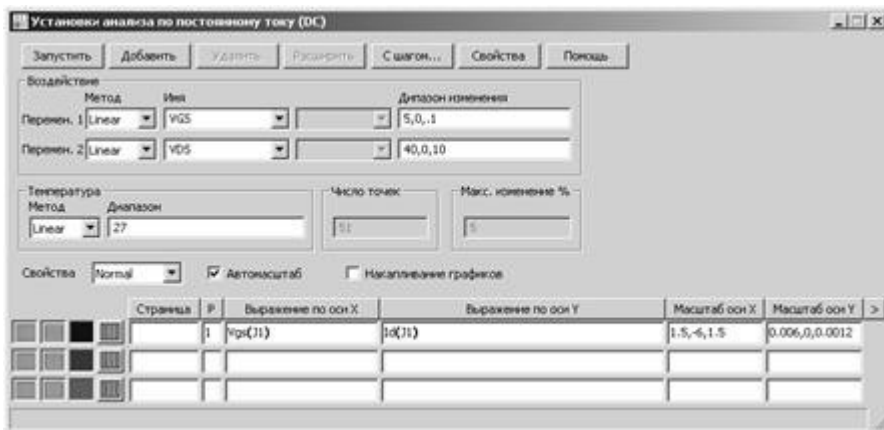 Установки анализа по постоянному току (DC)
Запустить Добавить Удалить Расширить С шагом... Свойства Помощь
Воздействие
Метод Имя Дипазон изменения
Перемен. 1 Linear VGS 5,0,.1
Перемен. 2 Linear VDS 40,0,10
Температура Число точек Макс. изменение %
Метод Диапазон
Linear 27 51 5
Свойства Normal Автомасштаб Накапливание графиков
Страница P Выражение по оси X Выражение по оси Y Масштаб оси X Масштаб оси Y >
1 Vgs(J1) Id(J1) 1.5,-6,1.5 0.006,0,0.0012